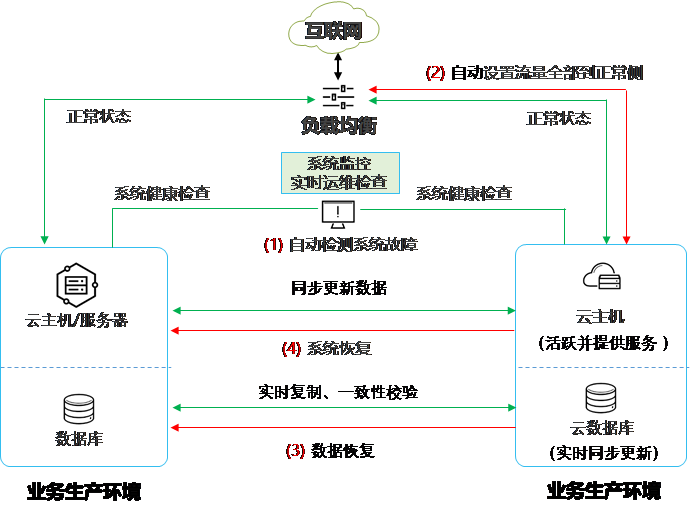 互联网
(2) 自动设置流量全部到正常侧
正常状态
负载均衡
正常状态
系统监控
实时运维检查
系统健康检查
系统健康检查
(1) 自动检测系统故障
同步更新数据
云主机/服务器
云主机
(活跃并提供服务）
(4) 系统恢复
实时复制、一致性校验
数据库
云数据库
(实时同步更新)
(3) 数据恢复
业务生产环境
业务生产环境